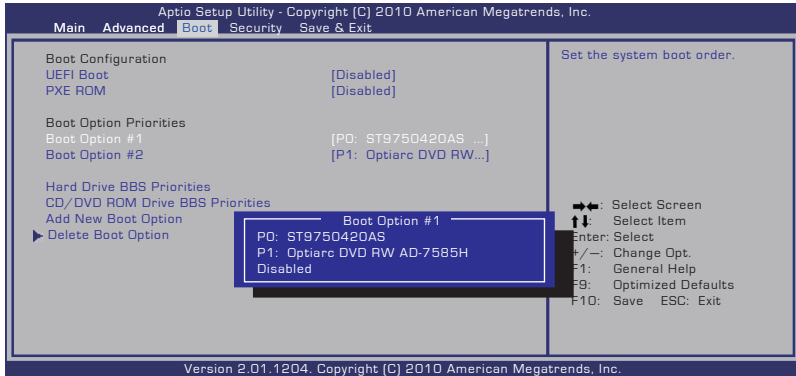 Aptio Setup Utility - Copyright (C) 2010 American Megatrends, Inc.
Main Advanced Boot Security Save & Exit
Boot Configuration
UEFI Boot [Disabled]
PXE ROM [Disabled]
Boot Option Priorities
Boot Option #1 [P0: ST9750420AS ...]
Boot Option #2 [P1: Optiarc DVD RW...]
Hard Drive BBS Priorities
CD/DVD ROM Drive BBS Priorities
Add New Boot Option
Delete Boot Option
Boot Option #1
P0: ST9750420AS
P1: Optiarc DVD RW AD-7585H
Disabled
Set the system boot order.
→←: Select Screen
↑↓: Select Item
Enter: Select
+/—: Change Opt.
F1: General Help
F9: Optimized Defaults
F10: Save ESC: Exit
Version 2.01.1204. Copyright (C) 2010 American Megatrends, Inc.